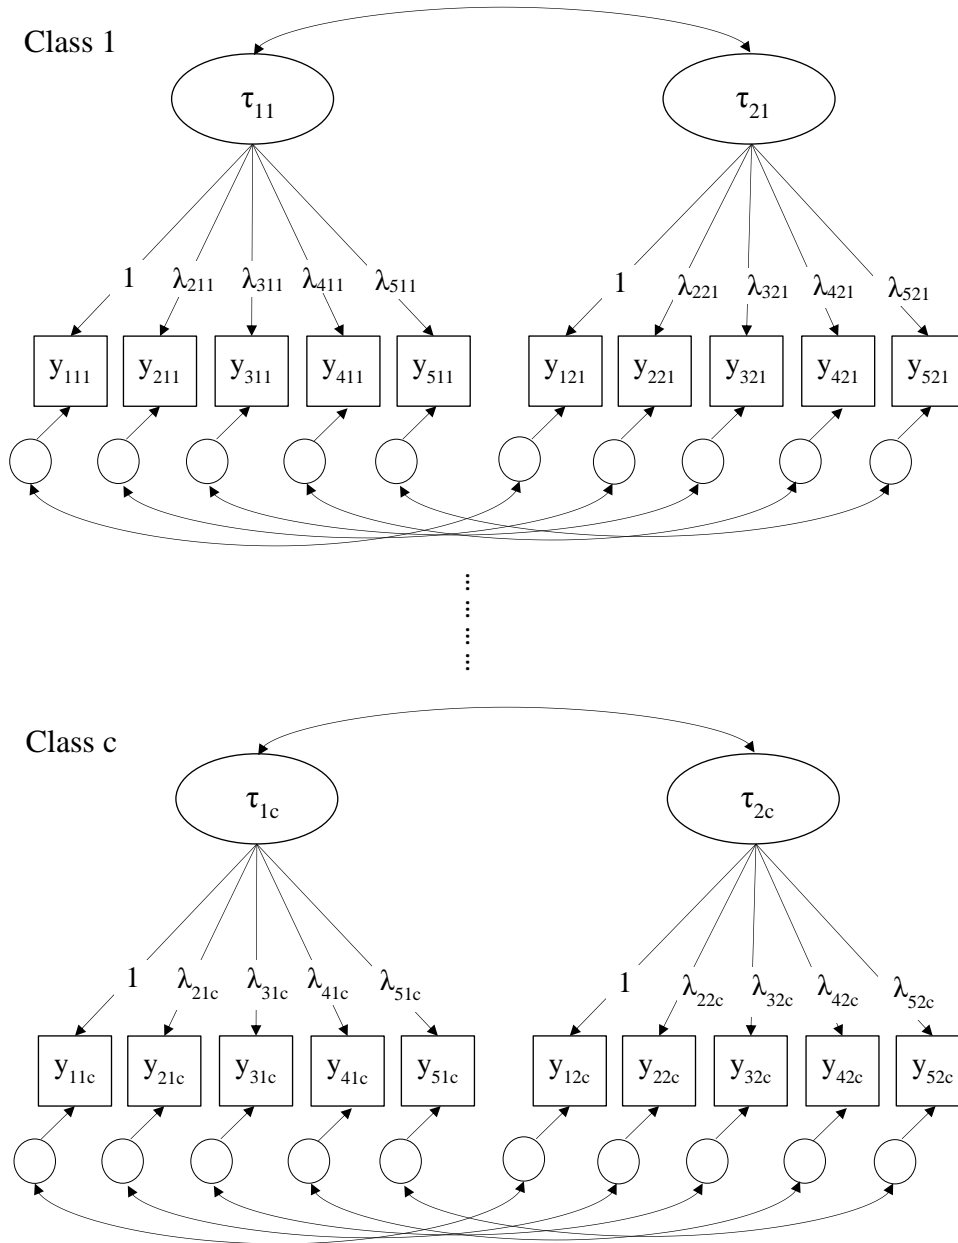 Class 1
τ₁₁ τ₂₁
1 λ₂₁₁ λ₃₁₁ λ₄₁₁ λ₅₁₁ 1 λ₂₂₁ λ₃₂₁ λ₄₂₁ λ₅₂₁
y₁₁₁ y₂₁₁ y₃₁₁ y₄₁₁ y₅₁₁ y₁₂₁ y₂₂₁ y₃₂₁ y₄₂₁ y₅₂₁
Class c
τ1c τ2c
1 λ21c λ31c λ41c λ51c 1 λ22c λ32c λ42c λ52c
y11c y21c y31c y41c y51c y12c y22c y32c y42c y52c